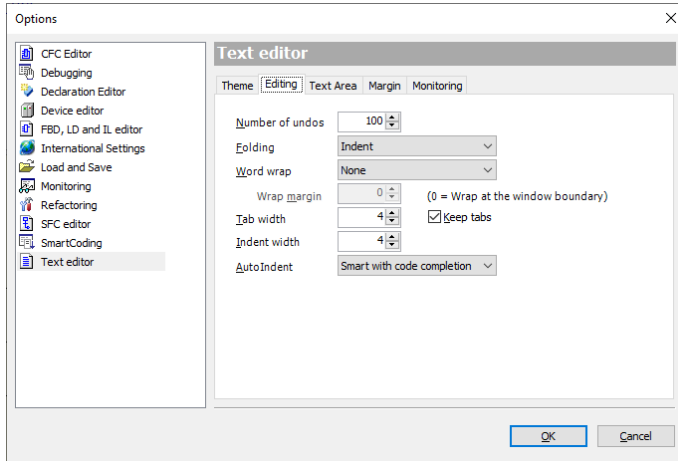 Options
CFC Editor
Debugging
Declaration Editor
Device editor
FBD, LD and IL editor
International Settings
Load and Save
Monitoring
Refactoring
SFC editor
SmartCoding
Text editor
Text editor
Theme Editing Text Area Margin Monitoring
Number of undos 100
Folding Indent
Word wrap None
Wrap margin 0 (0 = Wrap at the window boundary)
Tab width 4 Keep tabs
Indent width 4
AutoIndent Smart with code completion
OK Cancel